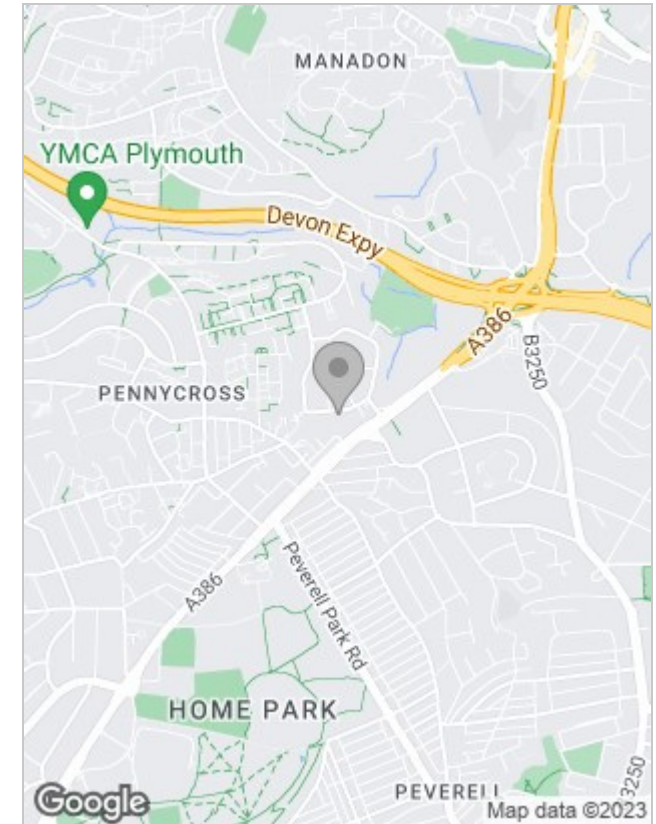 MANADON
YMCA Plymouth
Devon Expy
A386
B3250
PENNYCROSS
Peverell Park Rd
A386
HOME PARK
PEVERELL
3250
Google
Map data ©2023